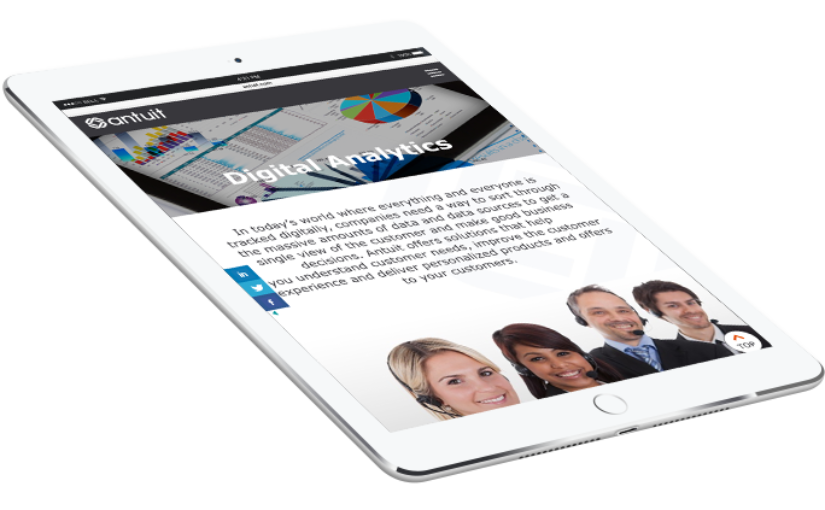 BELL 4:21 PM 100%
antuit.com
antuit
Digital Analytics
In today's world where everything and everyone is
tracked digitally, companies need a way to sort through
the massive amounts of data and data sources to get a
single view of the customer and make good business
decisions. Antuit offers solutions that help
you understand customer needs, improve the customer
experience and deliver personalized products and offers
to your customers.
in
f
TOP